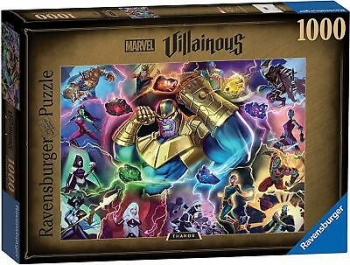 MARVEL
Villainous
1000
Ravensburger Puzzle
1000
THANOS
Ravensburger